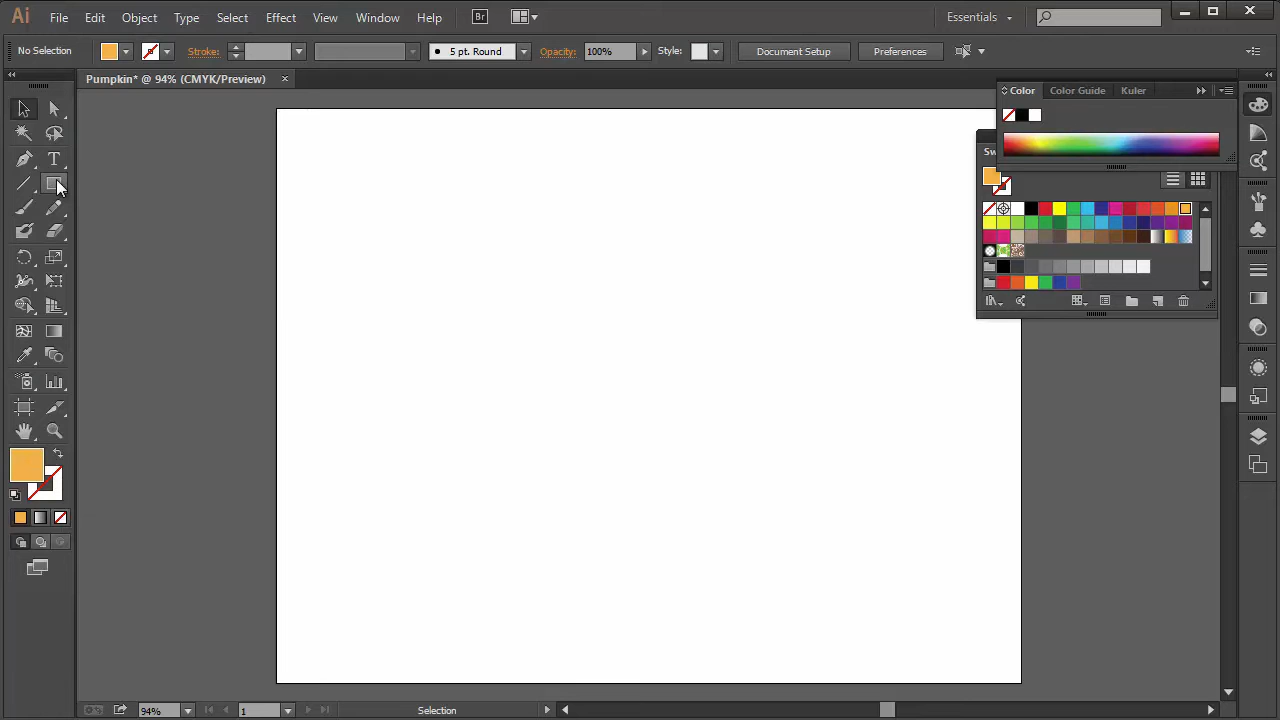 Ai File Edit Object Type Select Effect View Window Help Br Essentials
No Selection Stroke: 5 pt. Round Opacity: 100% Style: Document Setup Preferences
Pumpkin* @ 94% (CMYK/Preview)
Color Color Guide Kuler
Sw
T
94% 1 Selection